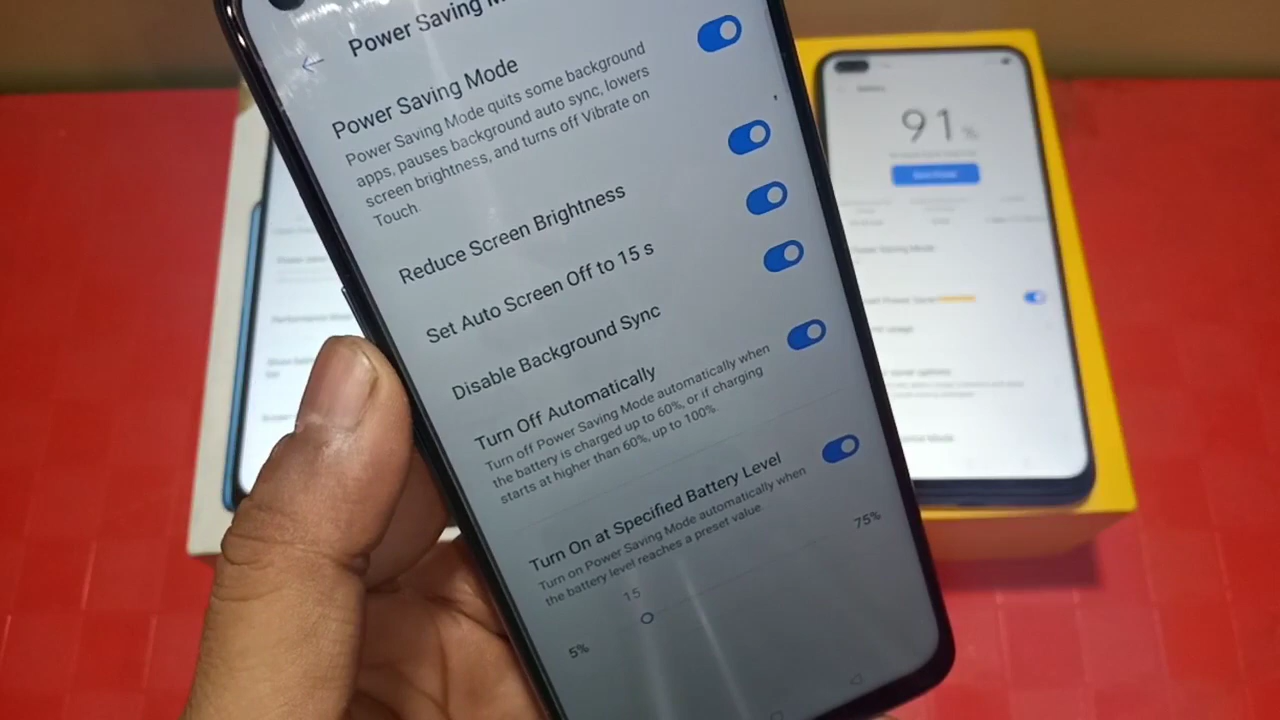 Power Saving M
Power Saving Mode
Power Saving Mode quits some background
apps, pauses background auto sync, lowers
screen brightness, and turns off Vibrate on
Touch.
Reduce Screen Brightness
Set Auto Screen Off to 15 s
Disable Background Sync
Turn Off Automatically
Turn off Power Saving Mode automatically when
the battery is charged up to 60%, or if charging
starts at higher than 60%, up to 100%.
Turn On at Specified Battery Level
Turn on Power Saving Mode automatically when
the battery level reaches a preset value.
15
5%
75%
91%
Power Saving Mode